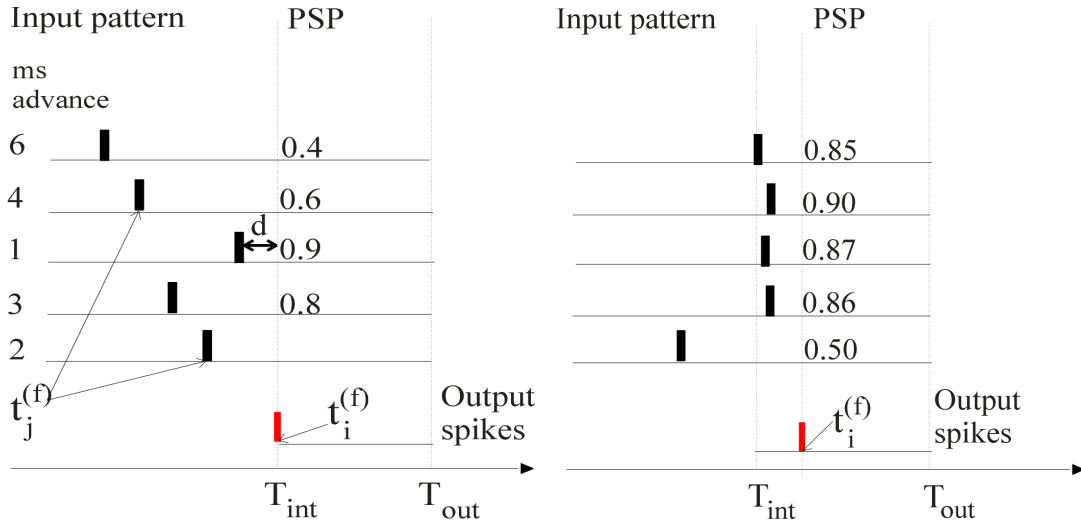 Input pattern PSP
ms
advance
6 0.4
4 0.6
d
1 0.9
3 0.8
2
t_j^(f)
t_i^(f)
Output
spikes
T_int T_out
Input pattern PSP
0.85
0.90
0.87
0.86
0.50
t_i^(f)
Output
spikes
T_int T_out